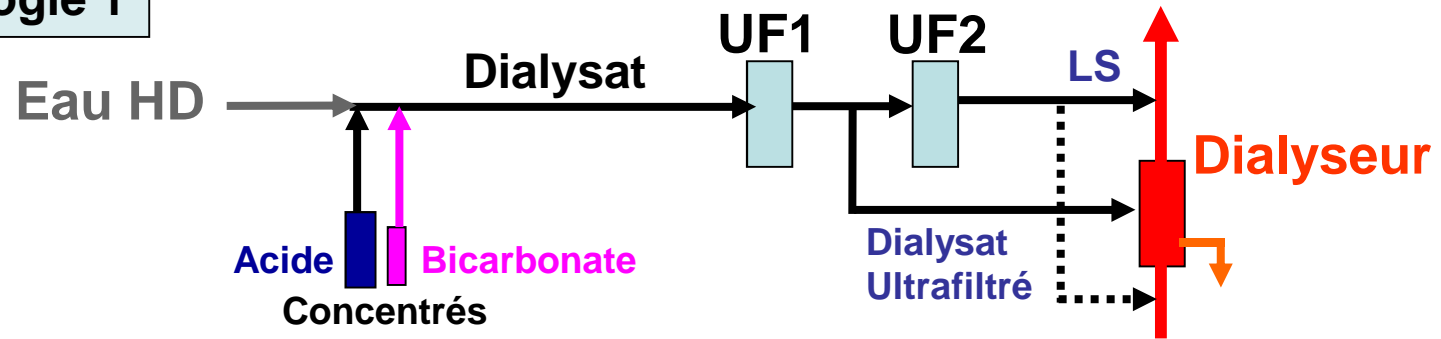 ogie 1
UF1
UF2
Dialysat
LS
Eau HD
Dialyseur
Acide
Bicarbonate
Concentrés
Dialysat
Ultrafiltré